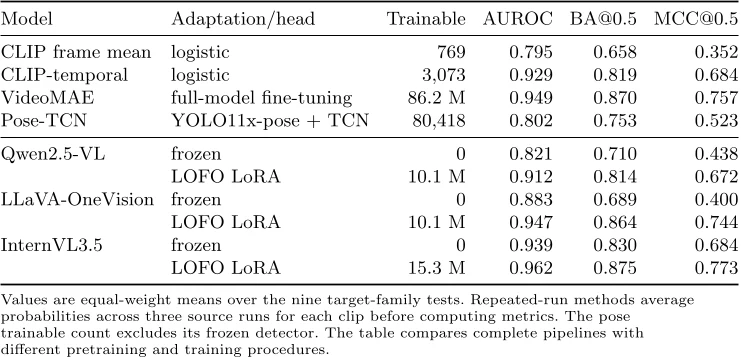 Model Adaptation/head Trainable AUROC BA@0.5 MCC@0.5
CLIP frame mean logistic 769 0.795 0.658 0.352
CLIP-temporal logistic 3,073 0.929 0.819 0.684
VideoMAE full-model fine-tuning 86.2 M 0.949 0.870 0.757
Pose-TCN YOLO11x-pose + TCN 80,418 0.802 0.753 0.523
Qwen2.5-VL frozen 0 0.821 0.710 0.438
LOFO LoRA 10.1 M 0.912 0.814 0.672
LLaVA-OneVision frozen 0 0.883 0.689 0.400
LOFO LoRA 10.1 M 0.947 0.864 0.744
InternVL3.5 frozen 0 0.939 0.830 0.684
LOFO LoRA 15.3 M 0.962 0.875 0.773
Values are equal-weight means over the nine target-family tests. Repeated-run methods average
probabilities across three source runs for each clip before computing metrics. The pose
trainable count excludes its frozen detector. The table compares complete pipelines with
different pretraining and training procedures.